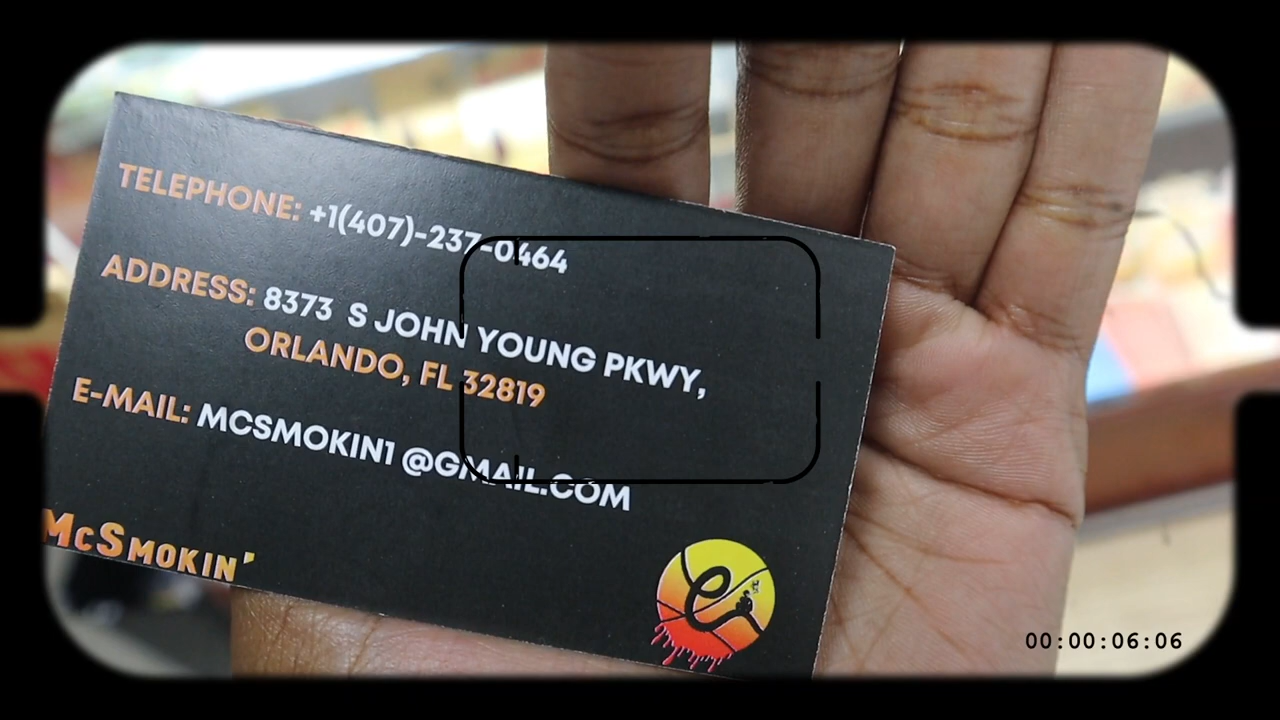 TELEPHONE: +1(407)-237-0464
ADDRESS: 8373 S JOHN YOUNG PKWY,
ORLANDO, FL 32819
E-MAIL: MCSMOKIN1 @GMAIL.COM
MCSMOKIN'
00:00:06:06